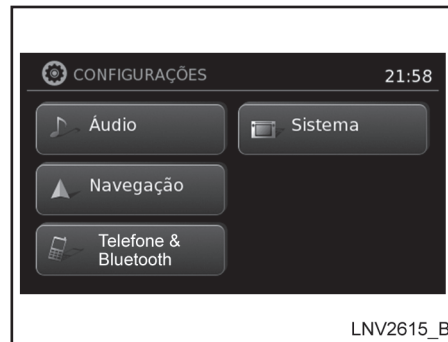 CONFIGURAÇÕES 21:58
Áudio
Sistema
Navegação
Telefone &
Bluetooth
LNV2615_B